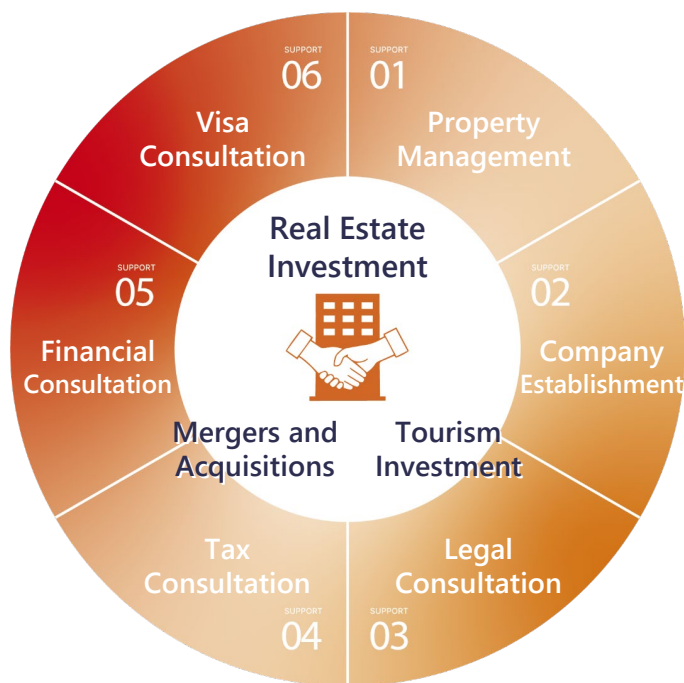 SUPPORT
06
Visa
Consultation
SUPPORT
01
Property
Management
SUPPORT
02
Company
Establishment
SUPPORT
03
Legal
Consultation
SUPPORT
04
Tax
Consultation
SUPPORT
05
Financial
Consultation
Real Estate
Investment
Mergers and
Acquisitions
Tourism
Investment